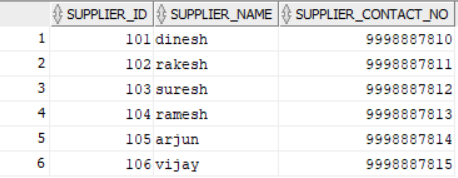 SUPPLIER_ID SUPPLIER_NAME SUPPLIER_CONTACT_NO
1 101 dinesh 9998887810
2 102 rakesh 9998887811
3 103 suresh 9998887812
4 104 ramesh 9998887813
5 105 arjun 9998887814
6 106 vijay 9998887815